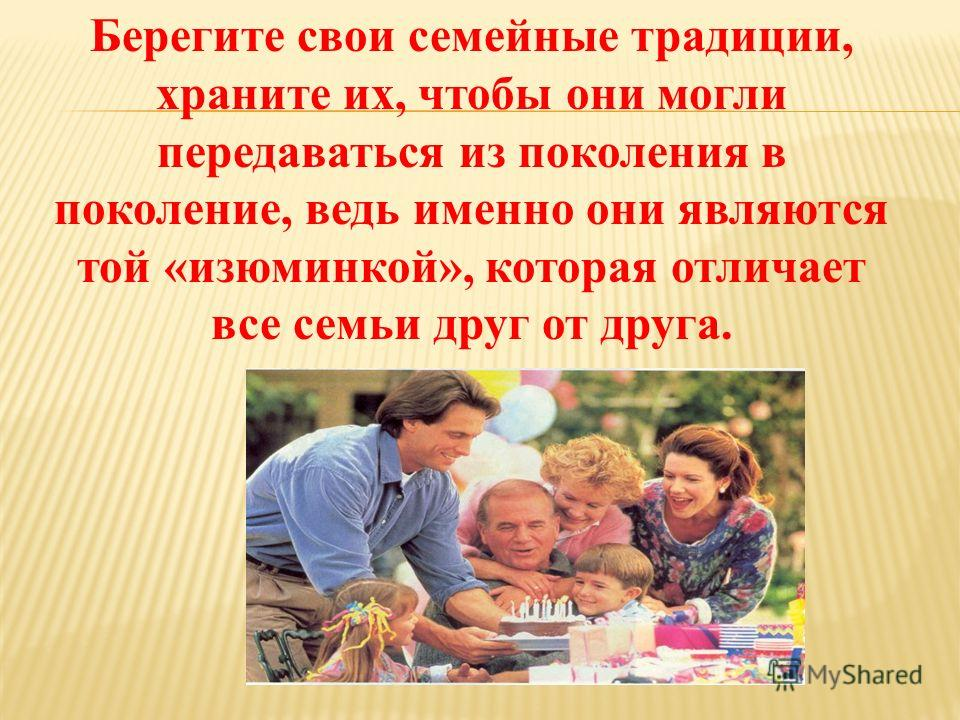 Берегите свои семейные традиции,
храните их, чтобы они могли
передаваться из поколения в
поколение, ведь именно они являются
той «изюминкой», которая отличает
все семьи друг от друга.
MyShared